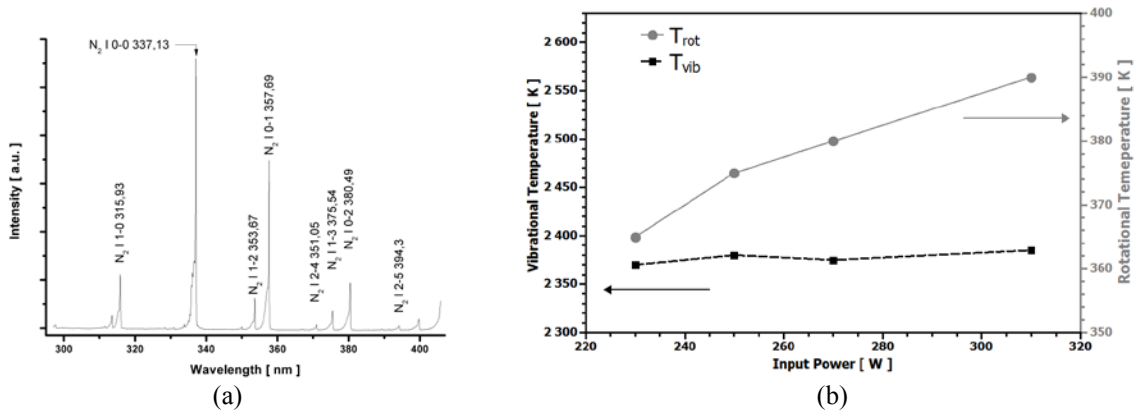 N2 I 0-0 337,13
N2 I 0-1 357,69
N2 I 1-0 315,93
N2 I 1-2 353,67
N2 I 2-4 351,05
N2 I 1-3 375,54
N2 I 0-2 380,49
N2 I 2-5 394,3
Intensity [ a.u. ]
300 320 340 360 380 400
Wavelength [ nm ]
(a)
Trot
Tvib
Vibrational Temperature [ K ]
2 600
2 550
2 500
2 450
2 400
2 350
2 300
400
390
380
370
360
350
Rotational Temeperature [ K ]
220 240 260 280 300 320
Input Power [ W ]
(b)